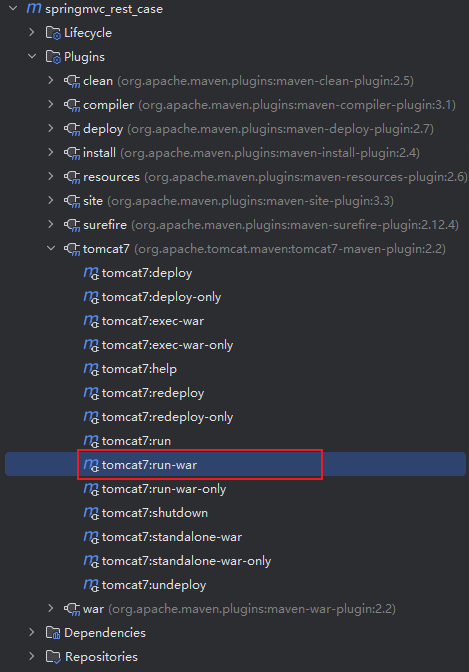 springmvc_rest_case
Lifecycle
Plugins
clean (org.apache.maven.plugins:maven-clean-plugin:2.5)
compiler (org.apache.maven.plugins:maven-compiler-plugin:3.1)
deploy (org.apache.maven.plugins:maven-deploy-plugin:2.7)
install (org.apache.maven.plugins:maven-install-plugin:2.4)
resources (org.apache.maven.plugins:maven-resources-plugin:2.6)
site (org.apache.maven.plugins:maven-site-plugin:3.3)
surefire (org.apache.maven.plugins:maven-surefire-plugin:2.12.4)
tomcat7 (org.apache.tomcat.maven:tomcat7-maven-plugin:2.2)
tomcat7:deploy
tomcat7:deploy-only
tomcat7:exec-war
tomcat7:exec-war-only
tomcat7:help
tomcat7:redeploy
tomcat7:redeploy-only
tomcat7:run
tomcat7:run-war
tomcat7:run-war-only
tomcat7:shutdown
tomcat7:standalone-war
tomcat7:standalone-war-only
tomcat7:undeploy
war (org.apache.maven.plugins:maven-war-plugin:2.2)
Dependencies
Repositories